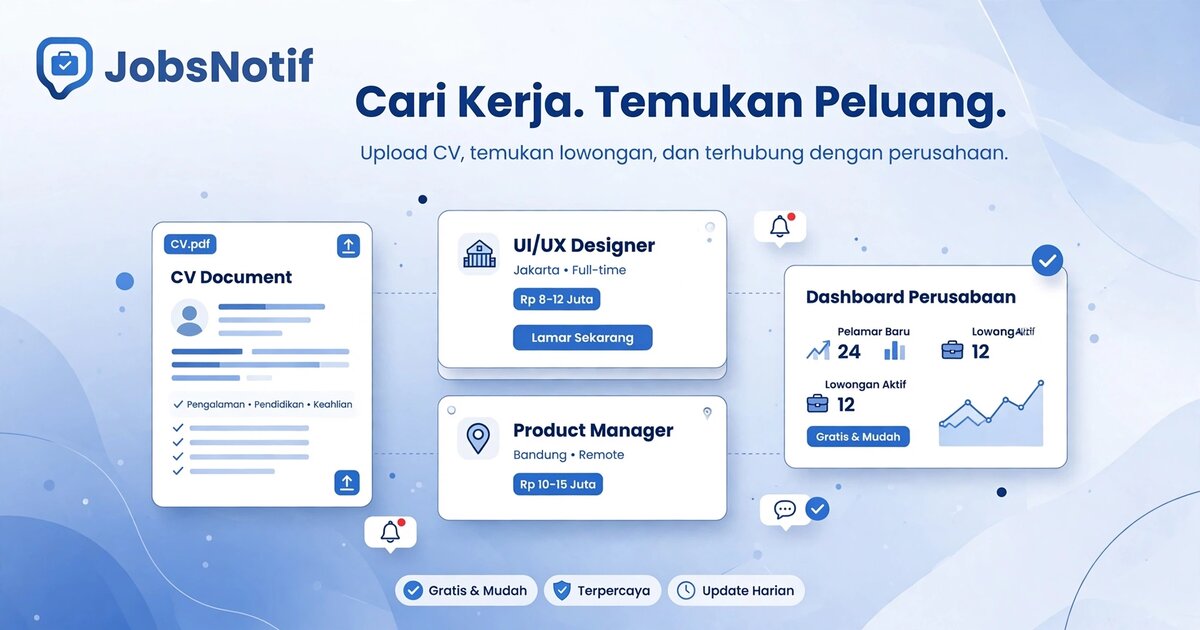 JobsNotif
Cari Kerja. Temukan Peluang.
Upload CV, temukan lowongan, dan terhubung dengan perusahaan.
CV.pdf
CV Document
Pengalaman • Pendidikan • Keahlian
UI/UX Designer
Jakarta • Full-time
Rp 8-12 Juta
Lamar Sekarang
Product Manager
Bandung • Remote
Rp 10-15 Juta
Dashboard Perusabaan
Pelamar Baru
24
12
Lowongan Aktif
12
Gratis & Mudah
Gratis & Mudah
Terpercaya
Update Harian